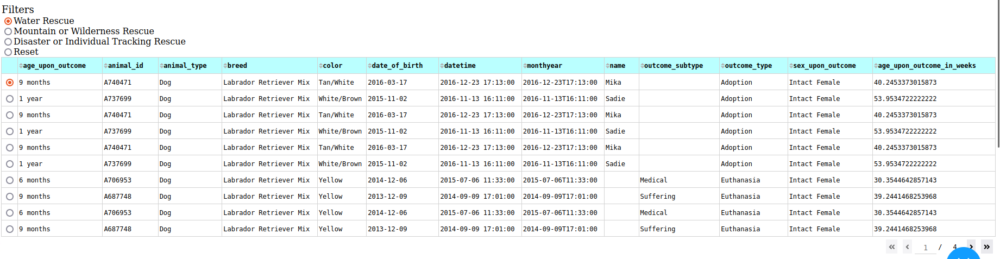 Filters
Water Rescue
Mountain or Wilderness Rescue
Disaster or Individual Tracking Rescue
Reset
age_upon_outcome animal_id animal_type breed color date_of_birth datetime monthyear name outcome_subtype outcome_type sex_upon_outcome age_upon_outcome_in_weeks
9 months A740471 Dog Labrador Retriever Mix Tan/White 2016-03-17 2016-12-23 17:13:00 2016-12-23T17:13:00 Mika Adoption Intact Female 40.2453373015873
1 year A737699 Dog Labrador Retriever Mix White/Brown 2015-11-02 2016-11-13 16:11:00 2016-11-13T16:11:00 Sadie Adoption Intact Female 53.9534722222222
9 months A740471 Dog Labrador Retriever Mix Tan/White 2016-03-17 2016-12-23 17:13:00 2016-12-23T17:13:00 Mika Adoption Intact Female 40.2453373015873
1 year A737699 Dog Labrador Retriever Mix White/Brown 2015-11-02 2016-11-13 16:11:00 2016-11-13T16:11:00 Sadie Adoption Intact Female 53.9534722222222
9 months A740471 Dog Labrador Retriever Mix Tan/White 2016-03-17 2016-12-23 17:13:00 2016-12-23T17:13:00 Mika Adoption Intact Female 40.2453373015873
1 year A737699 Dog Labrador Retriever Mix White/Brown 2015-11-02 2016-11-13 16:11:00 2016-11-13T16:11:00 Sadie Adoption Intact Female 53.9534722222222
6 months A706953 Dog Labrador Retriever Mix Yellow 2014-12-06 2015-07-06 11:33:00 2015-07-06T11:33:00 Medical Euthanasia Intact Female 30.3544642857143
9 months A687748 Dog Labrador Retriever Mix Yellow 2013-12-09 2014-09-09 17:01:00 2014-09-09T17:01:00 Suffering Euthanasia Intact Female 39.2441468253968
6 months A706953 Dog Labrador Retriever Mix Yellow 2014-12-06 2015-07-06 11:33:00 2015-07-06T11:33:00 Medical Euthanasia Intact Female 30.3544642857143
9 months A687748 Dog Labrador Retriever Mix Yellow 2013-12-09 2014-09-09 17:01:00 2014-09-09T17:01:00 Suffering Euthanasia Intact Female 39.2441468253968
« ‹ 1 / 4 › »